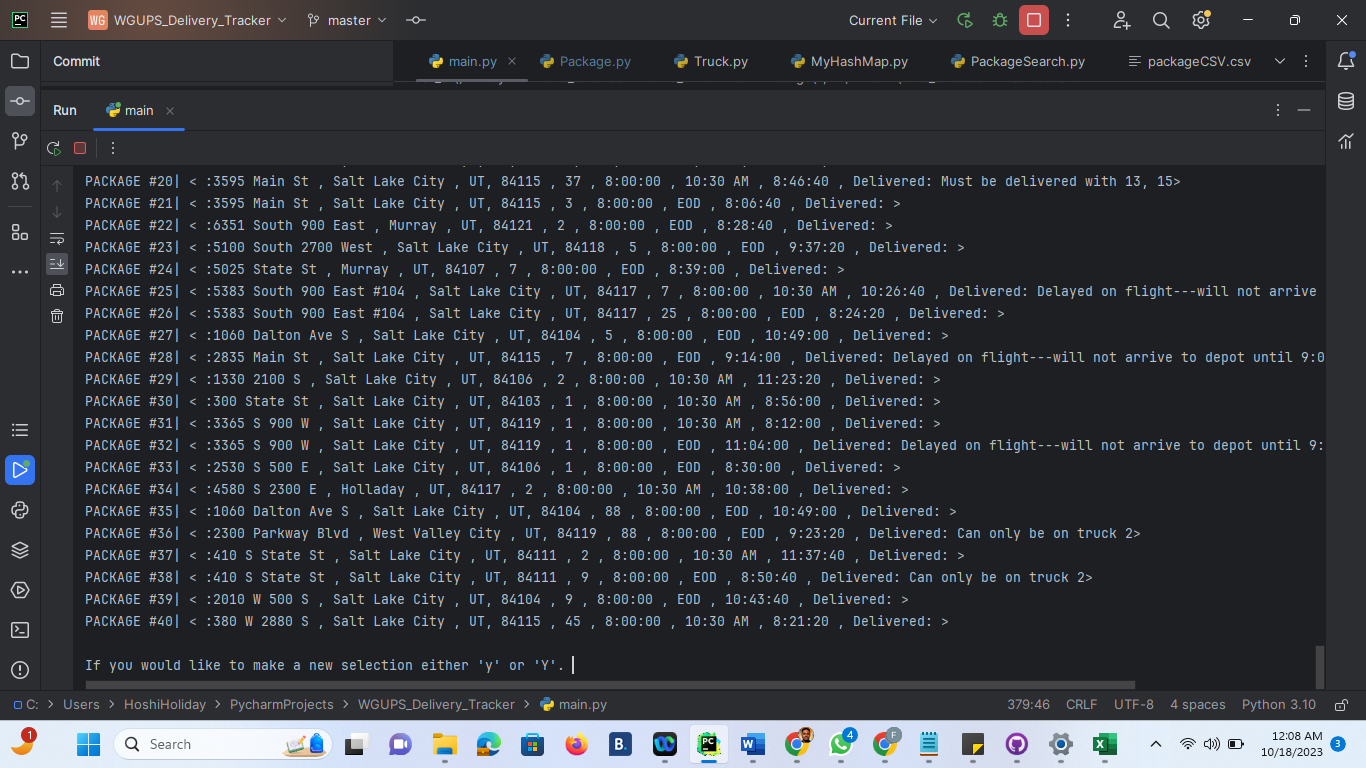 PC WG WGUPS_Delivery_Tracker master Current File
Commit main.py Package.py Truck.py MyHashMap.py PackageSearch.py packageCSV.csv
Run main
PACKAGE #20| < :3595 Main St , Salt Lake City , UT, 84115 , 37 , 8:00:00 , 10:30 AM , 8:46:40 , Delivered: Must be delivered with 13, 15>
PACKAGE #21| < :3595 Main St , Salt Lake City , UT, 84115 , 3 , 8:00:00 , EOD , 8:06:40 , Delivered: >
PACKAGE #22| < :6351 South 900 East , Murray , UT, 84121 , 2 , 8:00:00 , EOD , 8:28:40 , Delivered: >
PACKAGE #23| < :5100 South 2700 West , Salt Lake City , UT, 84118 , 5 , 8:00:00 , EOD , 9:37:20 , Delivered: >
PACKAGE #24| < :5025 State St , Murray , UT, 84107 , 7 , 8:00:00 , EOD , 8:39:00 , Delivered: >
PACKAGE #25| < :5383 South 900 East #104 , Salt Lake City , UT, 84117 , 7 , 8:00:00 , 10:30 AM , 10:26:40 , Delivered: Delayed on flight---will not arrive
PACKAGE #26| < :5383 South 900 East #104 , Salt Lake City , UT, 84117 , 25 , 8:00:00 , EOD , 8:24:20 , Delivered: >
PACKAGE #27| < :1060 Dalton Ave S , Salt Lake City , UT, 84104 , 5 , 8:00:00 , EOD , 10:49:00 , Delivered: >
PACKAGE #28| < :2835 Main St , Salt Lake City , UT, 84115 , 7 , 8:00:00 , EOD , 9:14:00 , Delivered: Delayed on flight---will not arrive to depot until 9:0
PACKAGE #29| < :1330 2100 S , Salt Lake City , UT, 84106 , 2 , 8:00:00 , 10:30 AM , 11:23:20 , Delivered: >
PACKAGE #30| < :300 State St , Salt Lake City , UT, 84103 , 1 , 8:00:00 , 10:30 AM , 8:56:00 , Delivered: >
PACKAGE #31| < :3365 S 900 W , Salt Lake City , UT, 84119 , 1 , 8:00:00 , 10:30 AM , 8:12:00 , Delivered: >
PACKAGE #32| < :3365 S 900 W , Salt Lake City , UT, 84119 , 1 , 8:00:00 , EOD , 11:04:00 , Delivered: Delayed on flight---will not arrive to depot until 9:
PACKAGE #33| < :2530 S 500 E , Salt Lake City , UT, 84106 , 1 , 8:00:00 , EOD , 8:30:00 , Delivered: >
PACKAGE #34| < :4580 S 2300 E , Holladay , UT, 84117 , 2 , 8:00:00 , 10:30 AM , 10:38:00 , Delivered: >
PACKAGE #35| < :1060 Dalton Ave S , Salt Lake City , UT, 84104 , 88 , 8:00:00 , EOD , 10:49:00 , Delivered: >
PACKAGE #36| < :2300 Parkway Blvd , West Valley City , UT, 84119 , 88 , 8:00:00 , EOD , 9:23:20 , Delivered: Can only be on truck 2>
PACKAGE #37| < :410 S State St , Salt Lake City , UT, 84111 , 2 , 8:00:00 , 10:30 AM , 11:37:40 , Delivered: >
PACKAGE #38| < :410 S State St , Salt Lake City , UT, 84111 , 9 , 8:00:00 , EOD , 8:50:40 , Delivered: Can only be on truck 2>
PACKAGE #39| < :2010 W 500 S , Salt Lake City , UT, 84104 , 9 , 8:00:00 , EOD , 10:43:40 , Delivered: >
PACKAGE #40| < :380 W 2880 S , Salt Lake City , UT, 84115 , 45 , 8:00:00 , 10:30 AM , 8:21:20 , Delivered: >
If you would like to make a new selection either 'y' or 'Y'.
C: > Users > HoshiHoliday > PycharmProjects > WGUPS_Delivery_Tracker > main.py 379:46 CRLF UTF-8 4 spaces Python 3.10
1 Search B. PC W 4 F X 12:08 AM 3
10/18/2023